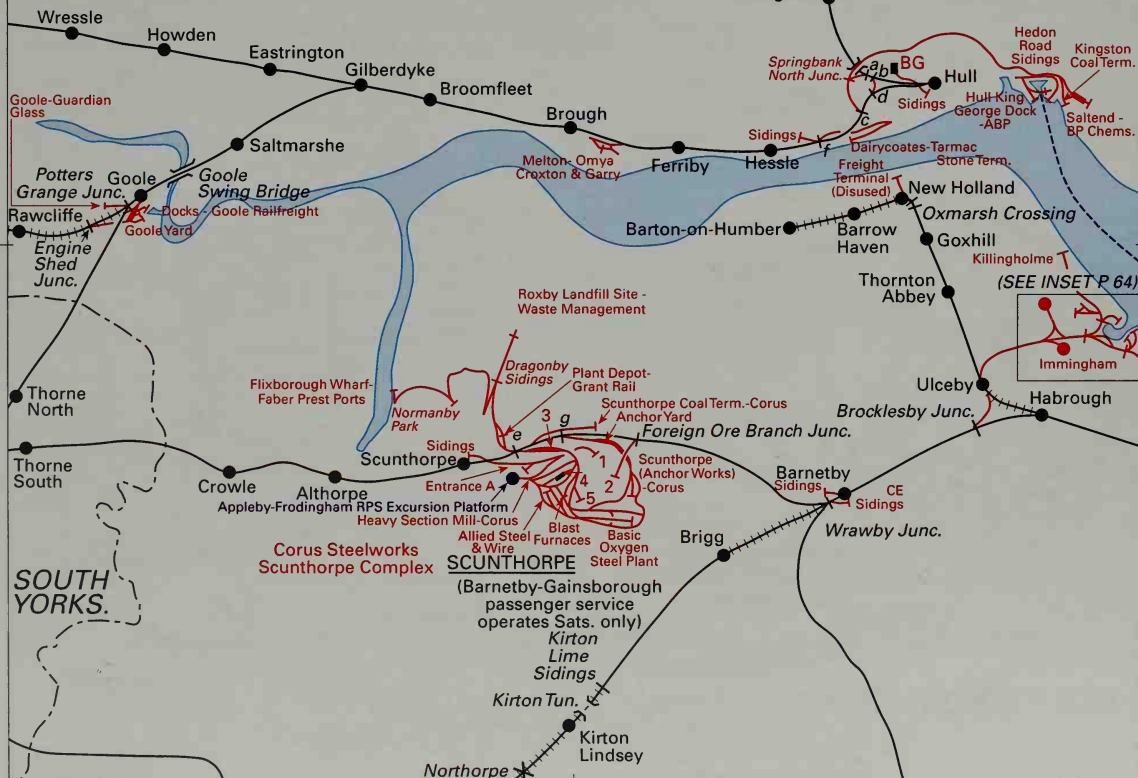 Wressle
Howden
Eastrington
Gilberdyke
Broomfleet
Brough
Melton-Omya
Croxton & Garry
Ferriby
Hessle
Sidings
f
Springbank
North Junc.
a
b
BG
Hull
d
c
Sidings
Hedon
Road
Sidings
Kingston
Coal Term.
Hull King
George Dock
-ABP
Saltend-
BP Chems.
Dairycoates-Tarmac
Stone Term.
Freight
Terminal
(Disused)
New Holland
Oxmarsh Crossing
Barton-on-Humber
Barrow
Haven
Goxhill
Killingholme
Thornton
Abbey
(SEE INSET P 64)
Immingham
Ulceby
Habrough
Brocklesby Junc.
Goole-Guardian
Glass
Saltmarshe
Potters
Grange Junc.
Goole
Goole
Swing Bridge
Docks - Goole Railfreight
Rawcliffe
Goole Yard
Engine
Shed
Junc.
Thorne
North
Thorne
South
Crowle
Althorpe
Roxby Landfill Site -
Waste Management
Dragonby
Sidings
Plant Depot-
Grant Rail
Flixborough Wharf-
Faber Prest Ports
Normanby
Park
Scunthorpe Coal Term.-Corus
Anchor Yard
3
g
e
Foreign Ore Branch Junc.
Sidings
Scunthorpe
1
2
4
5
Scunthorpe
(Anchor Works)
-Corus
Entrance A
Appleby-Frodingham RPS Excursion Platform
Heavy Section Mill-Corus
Allied Steel
& Wire
Blast
Furnaces
Basic
Oxygen
Steel Plant
Barnetby
Sidings
CE
Sidings
Wrawby Junc.
Brigg
Corus Steelworks
Scunthorpe Complex
SCUNTHORPE
(Barnetby-Gainsborough
passenger service
operates Sats. only)
SOUTH
YORKS.
Kirton
Lime
Sidings
Kirton Tun.
Kirton
Lindsey
Northorpe